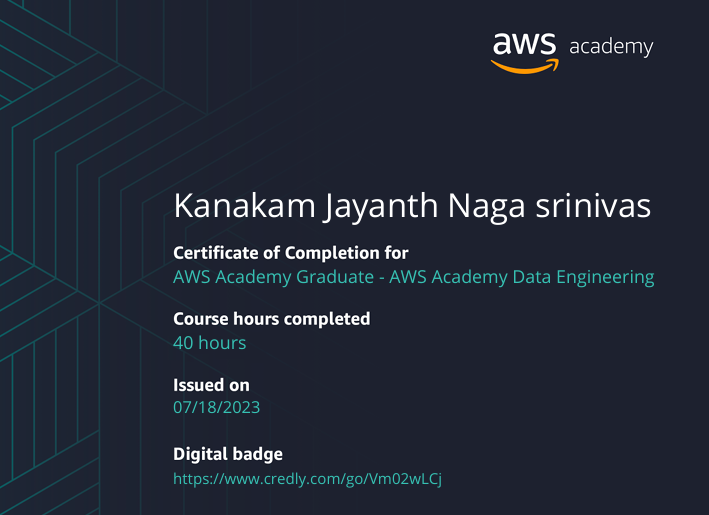 aws academy
Kanakam Jayanth Naga srinivas
Certificate of Completion for
AWS Academy Graduate - AWS Academy Data Engineering
Course hours completed
40 hours
Issued on
07/18/2023
Digital badge
https://www.credly.com/go/Vm02wLCj